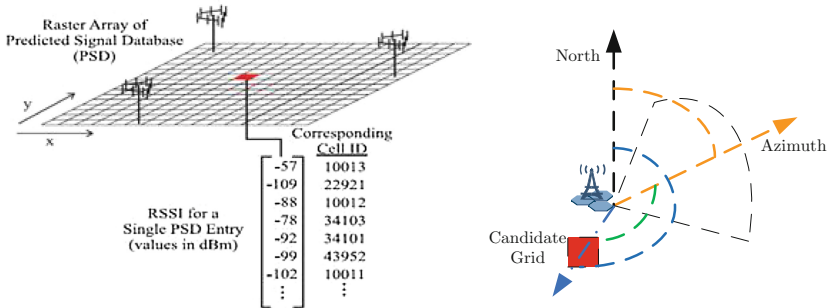 Raster Array of
Predicted Signal Database
(PSD)
y
x
Corresponding
Cell ID
-57 10013
-109 22921
-88 10012
-78 34103
-92 34101
-99 43952
-102 10011
⋮ ⋮
RSSI for a
Single PSD Entry
(values in dBm)
North
Azimuth
Candidate
Grid